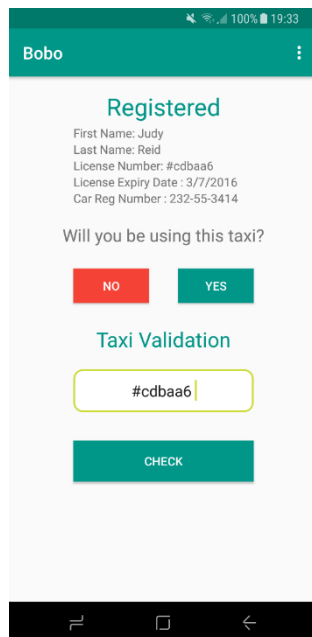 100% 19:33
Bobo
Registered
First Name: Judy
Last Name: Reid
License Number: #cdbaa6
License Expiry Date : 3/7/2016
Car Reg Number : 232-55-3414
Will you be using this taxi?
NO YES
Taxi Validation
#cdbaa6
CHECK